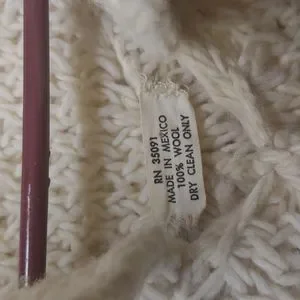 RN 35091
MADE IN MEXICO
100% WOOL
DRY CLEAN ONLY